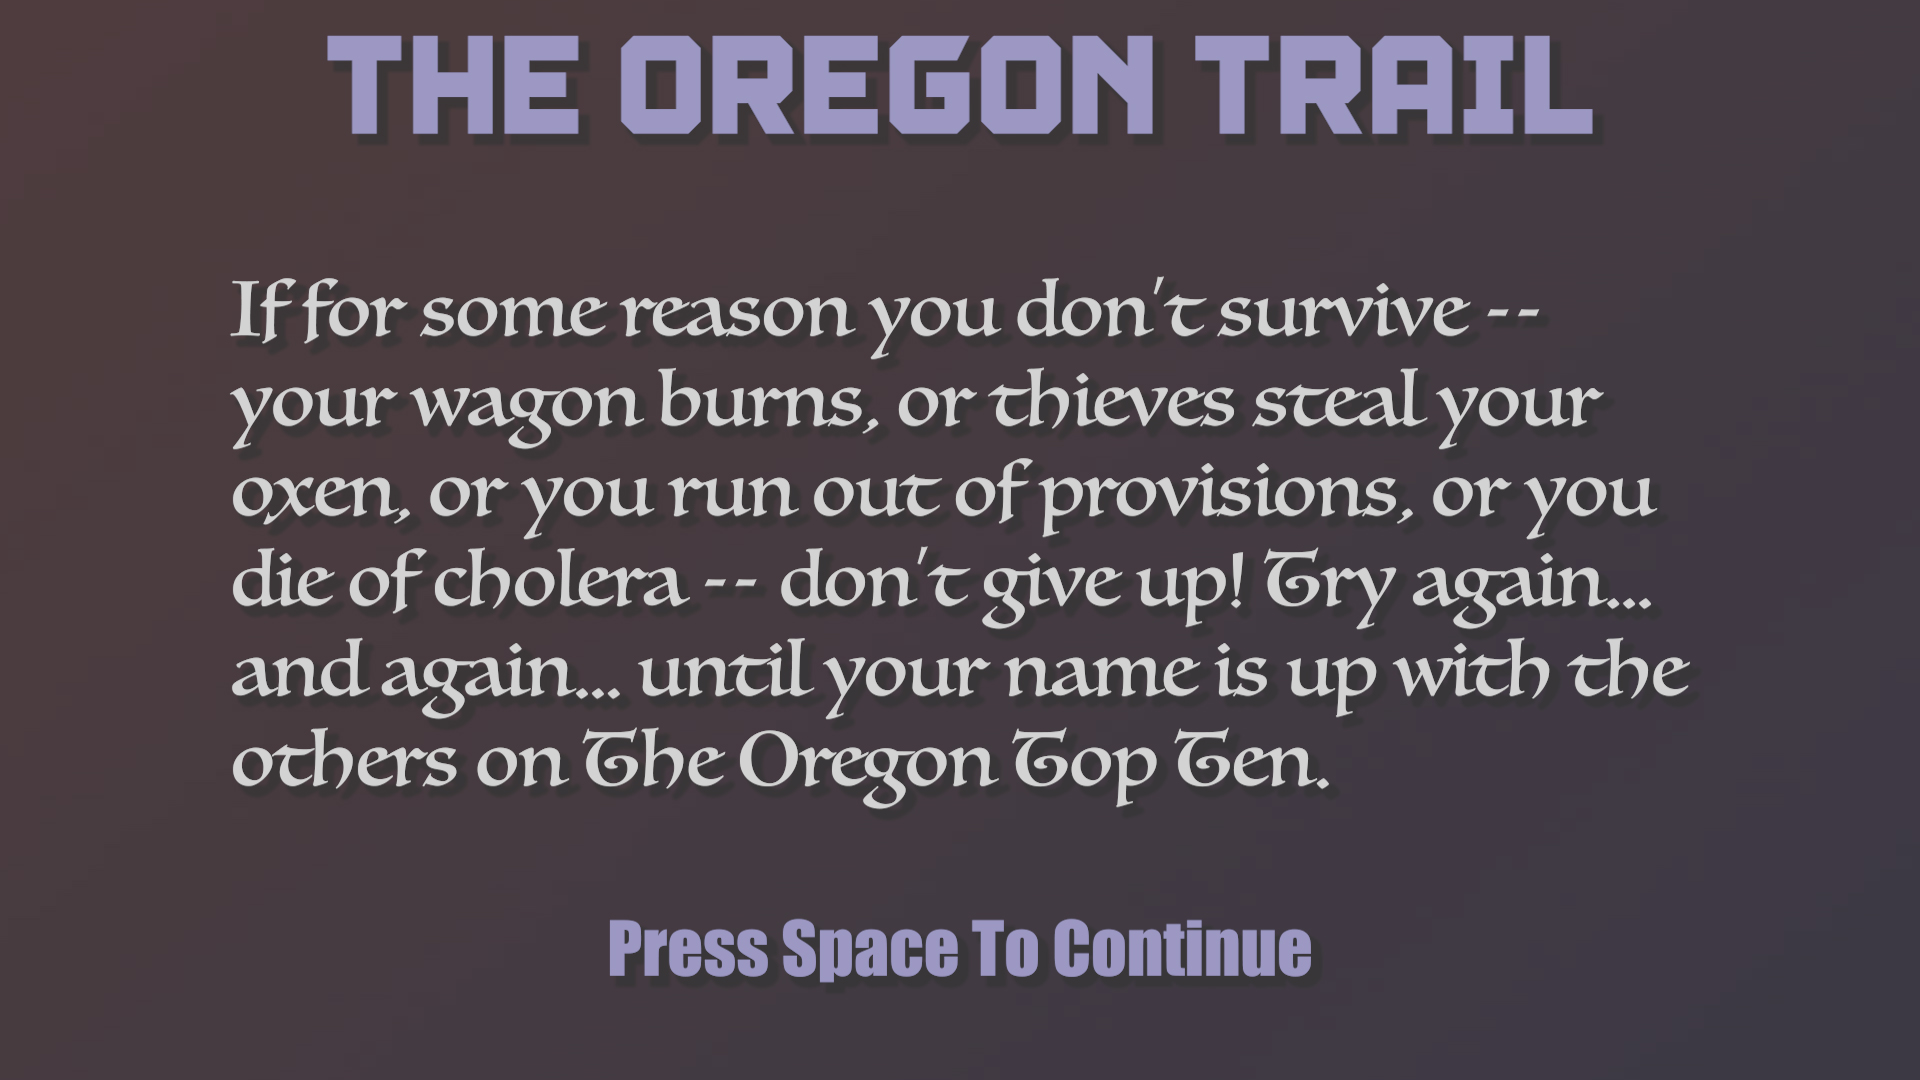 THE OREGON TRAIL
If for some reason you don't survive --
your wagon burns, or thieves steal your
oxen, or you run out of provisions, or you
die of cholera -- don't give up! Try again...
and again... until your name is up with the
others on The Oregon Top Ten.
Press Space To Continue